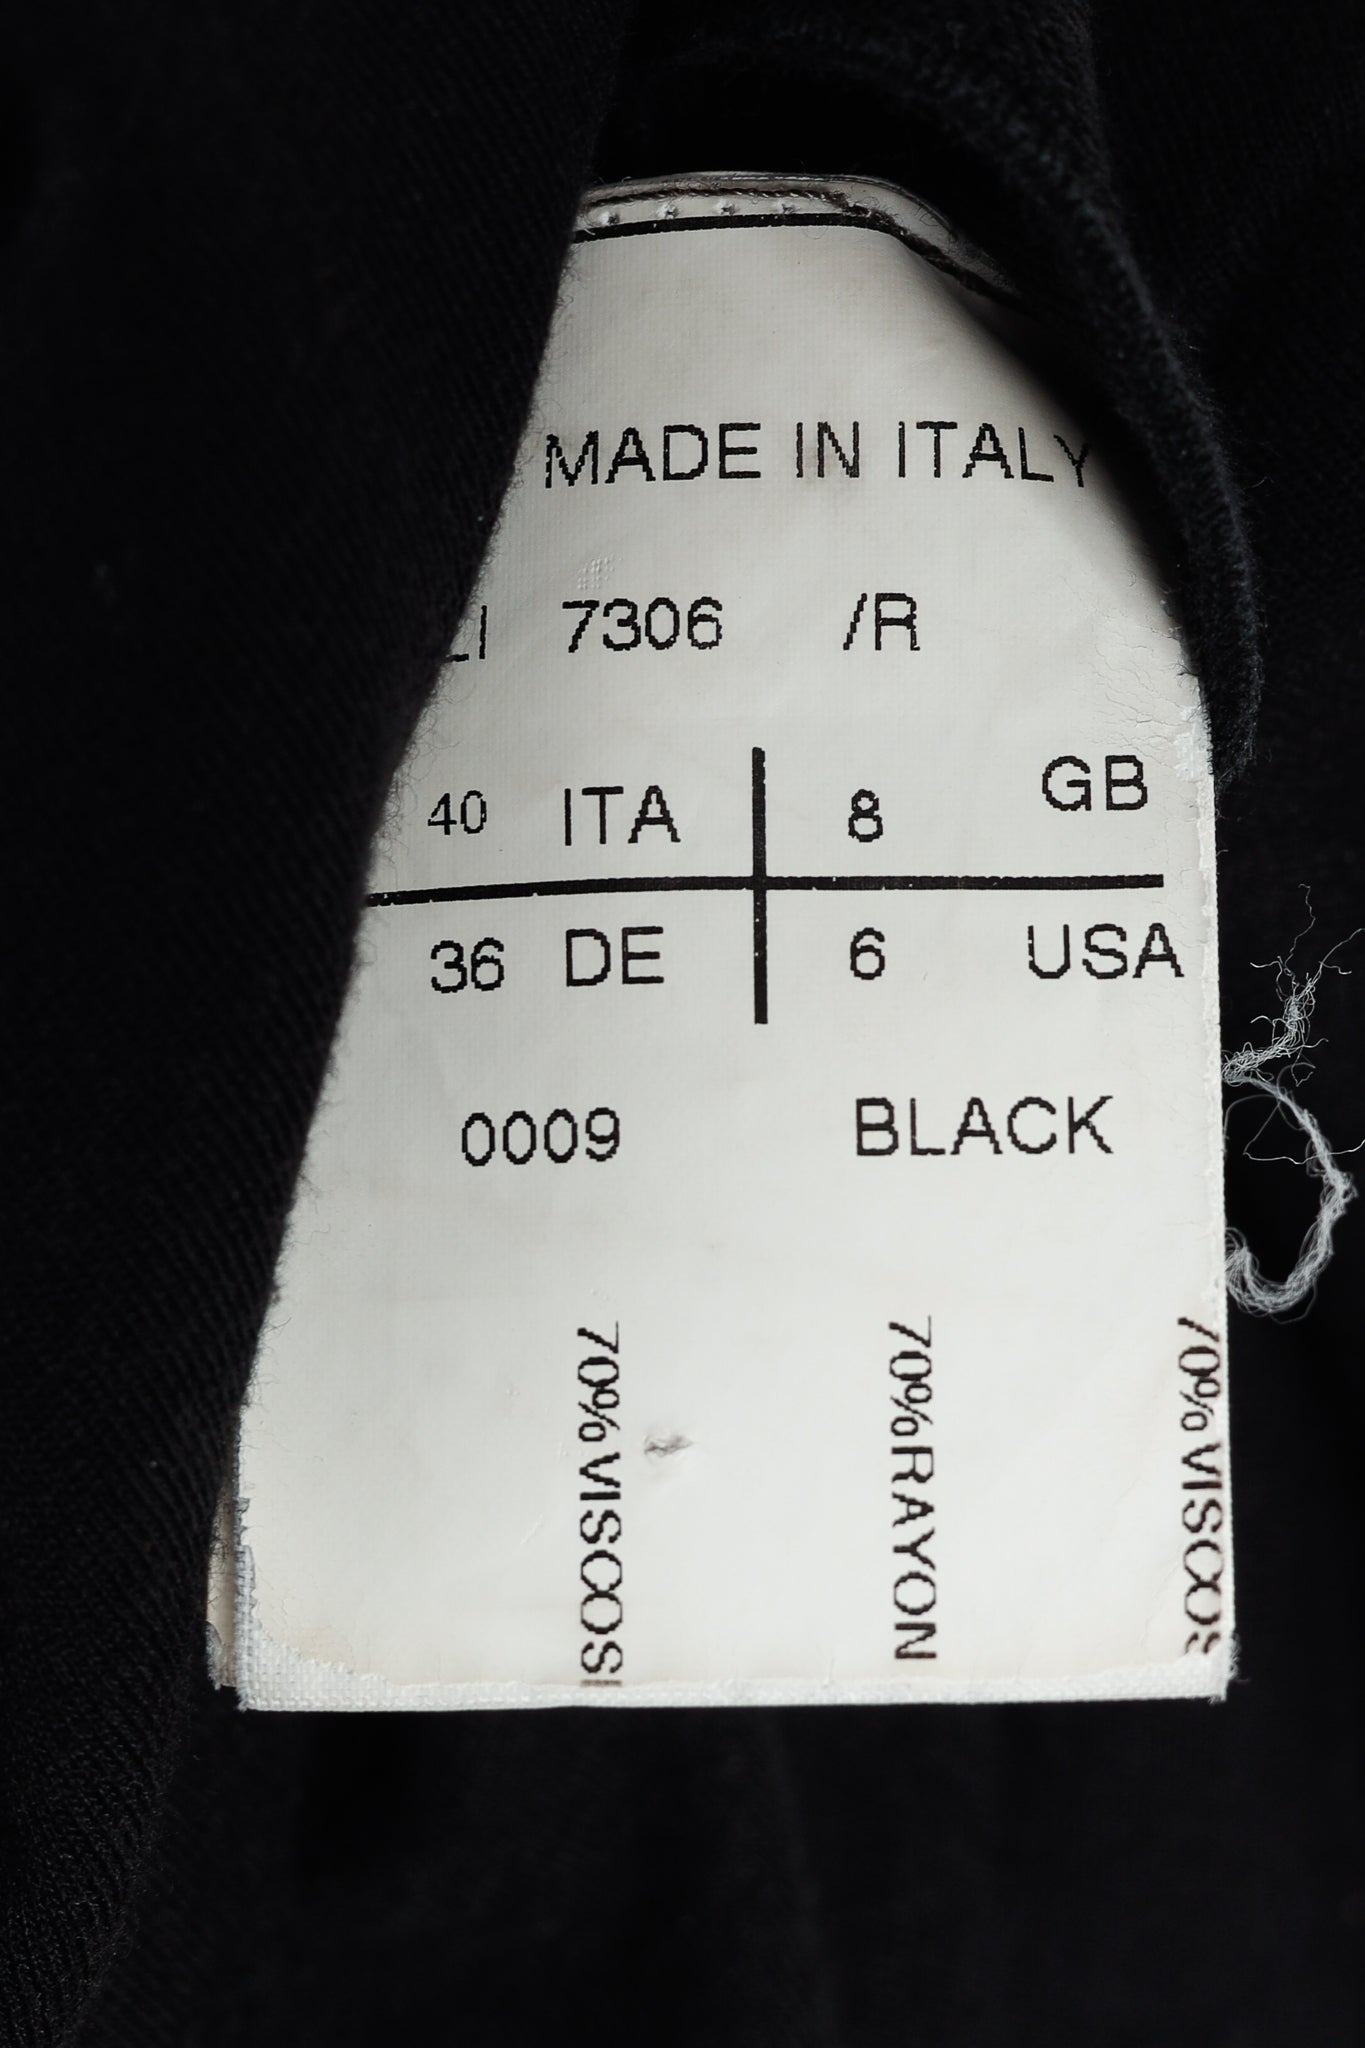 MADE IN ITALY
LI 7306 /R
40 ITA 8 GB
36 DE 6 USA
0009 BLACK
70%VISCOS
70%RAYON
70%VISCOS